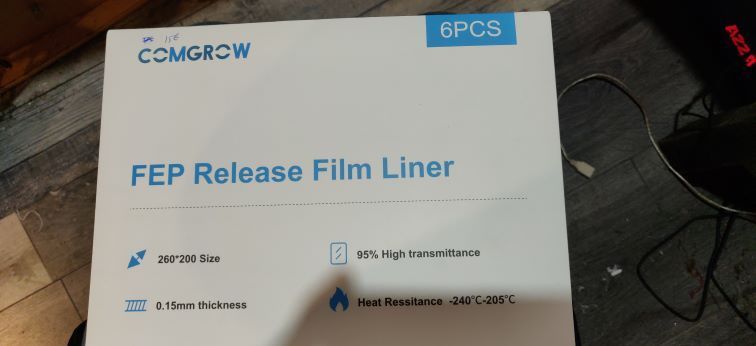 15€
COMGROW
6PCS
FEP Release Film Liner
260*200 Size
95% High transmittance
0.15mm thickness
Heat Ressitance -240℃-205℃